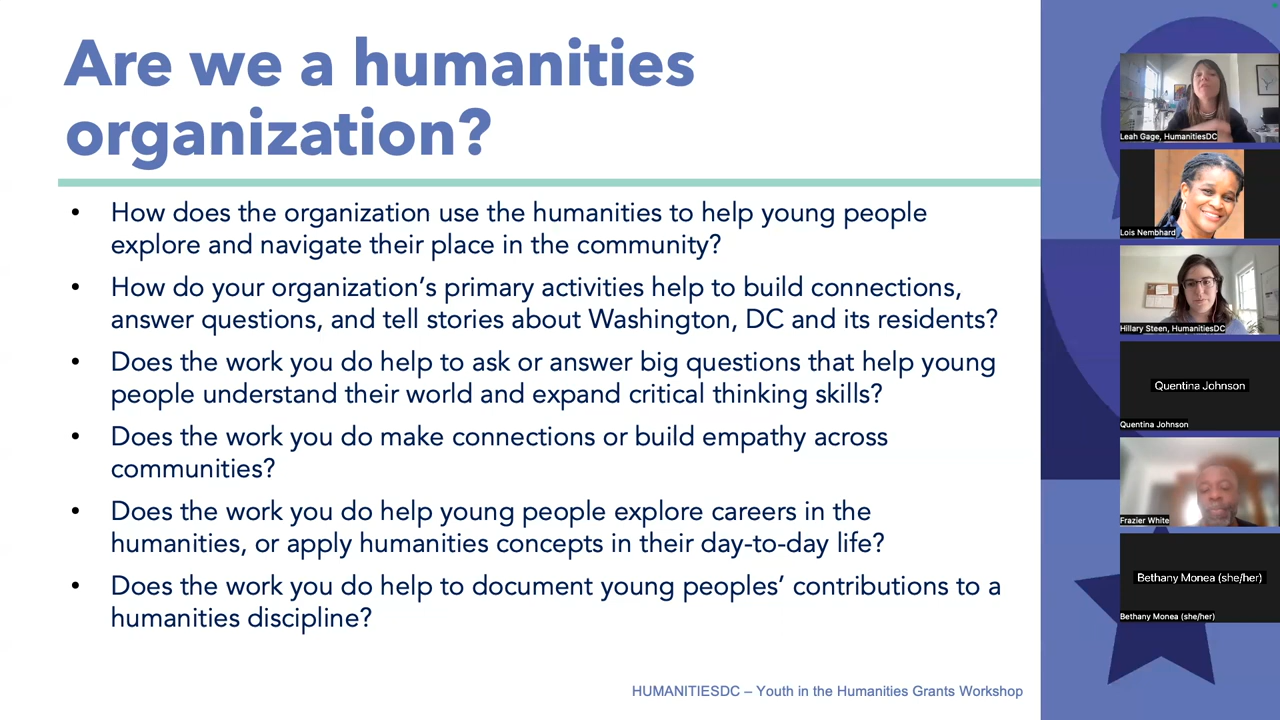 Are we a humanities
organization?
• How does the organization use the humanities to help young people
explore and navigate their place in the community?
• How do your organization's primary activities help to build connections,
answer questions, and tell stories about Washington, DC and its residents?
• Does the work you do help to ask or answer big questions that help young
people understand their world and expand critical thinking skills?
• Does the work you do make connections or build empathy across
communities?
• Does the work you do help young people explore careers in the
humanities, or apply humanities concepts in their day-to-day life?
• Does the work you do help to document young peoples' contributions to a
humanities discipline?
HUMANITIESDC – Youth in the Humanities Grants Workshop
Leah Gage, HumanitiesDC
Lois Nembhard
Hillary Steen, HumanitiesDC
Quentina Johnson
Quentina Johnson
Frazier White
Bethany Monea (she/her)
Bethany Monea (she/her)